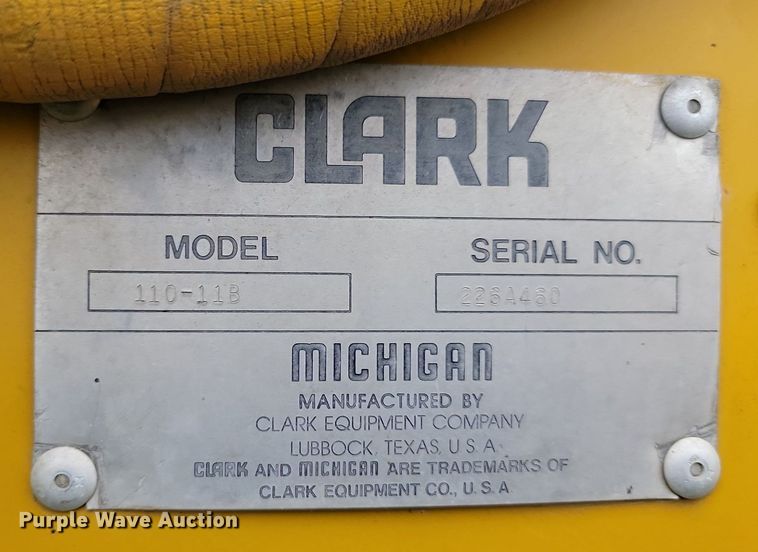 CLARK
MODEL SERIAL NO.
110-11B 226A460
MICHIGAN
MANUFACTURED BY
CLARK EQUIPMENT COMPANY
LUBBOCK, TEXAS, U.S.A.
CLARK AND MICHIGAN ARE TRADEMARKS OF
CLARK EQUIPMENT CO., U.S.A.
Purple Wave Auction